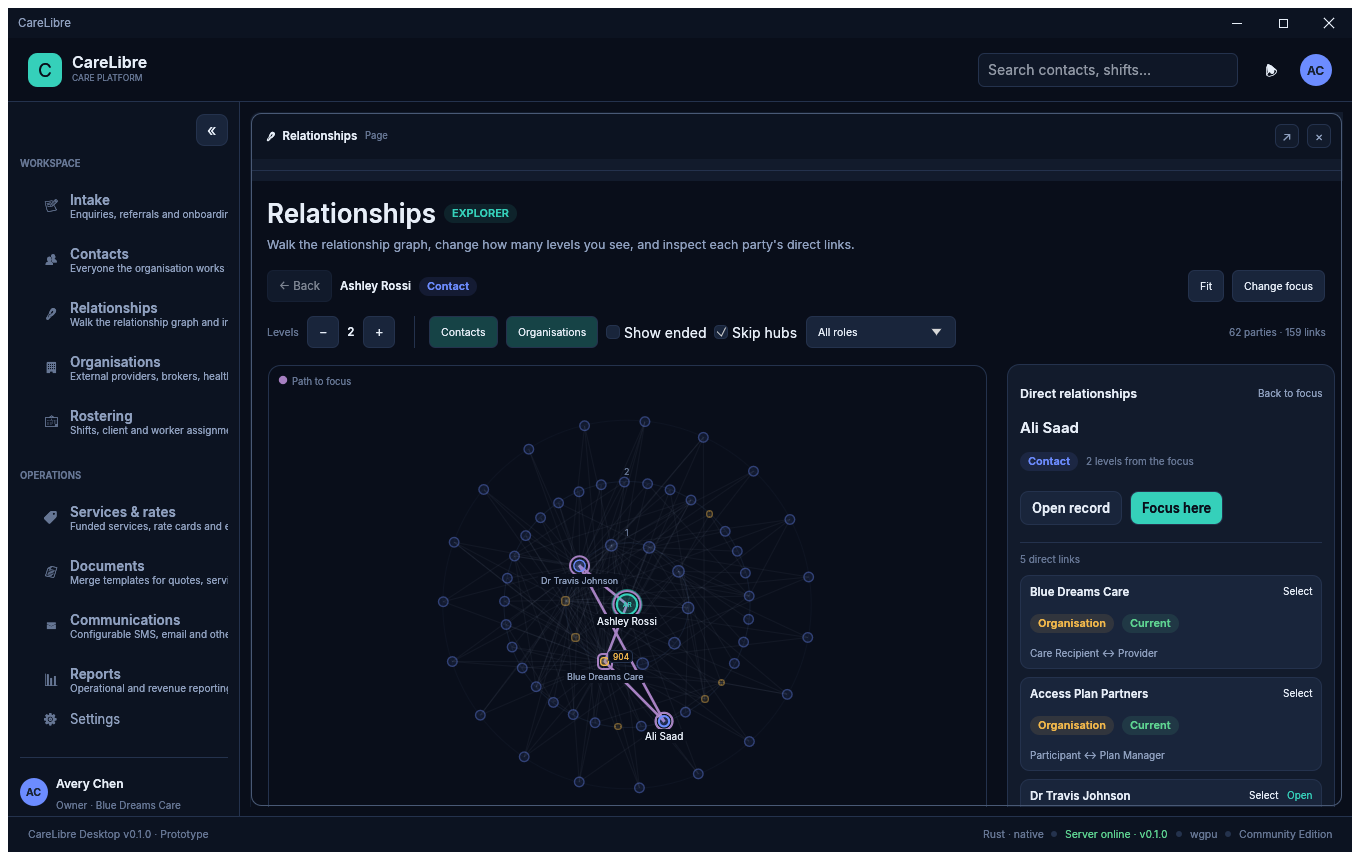 CareLibre
C
CareLibre
CARE PLATFORM
Search contacts, shifts...
AC
«
WORKSPACE
Intake
Enquiries, referrals and onboardin
Contacts
Everyone the organisation works
Relationships
Walk the relationship graph and in
Organisations
External providers, brokers, health
Rostering
Shifts, client and worker assignme
OPERATIONS
Services & rates
Funded services, rate cards and e
Documents
Merge templates for quotes, servi
Communications
Configurable SMS, email and othe
Reports
Operational and revenue reporting
Settings
AC
Avery Chen
Owner · Blue Dreams Care
Relationships Page
Relationships EXPLORER
Walk the relationship graph, change how many levels you see, and inspect each party's direct links.
← Back Ashley Rossi Contact Fit Change focus
Levels − 2 + Contacts Organisations Show ended Skip hubs All roles 62 parties · 159 links
Path to focus
2
1
Dr Travis Johnson
Ashley Rossi
904
Blue Dreams Care
Ali Saad
Direct relationships Back to focus
Ali Saad
Contact 2 levels from the focus
Open record Focus here
5 direct links
Blue Dreams Care Select
Organisation Current
Care Recipient ↔ Provider
Access Plan Partners Select
Organisation Current
Participant ↔ Plan Manager
Dr Travis Johnson Select Open
CareLibre Desktop v0.1.0 · Prototype
Rust · native Server online · v0.1.0 wgpu Community Edition